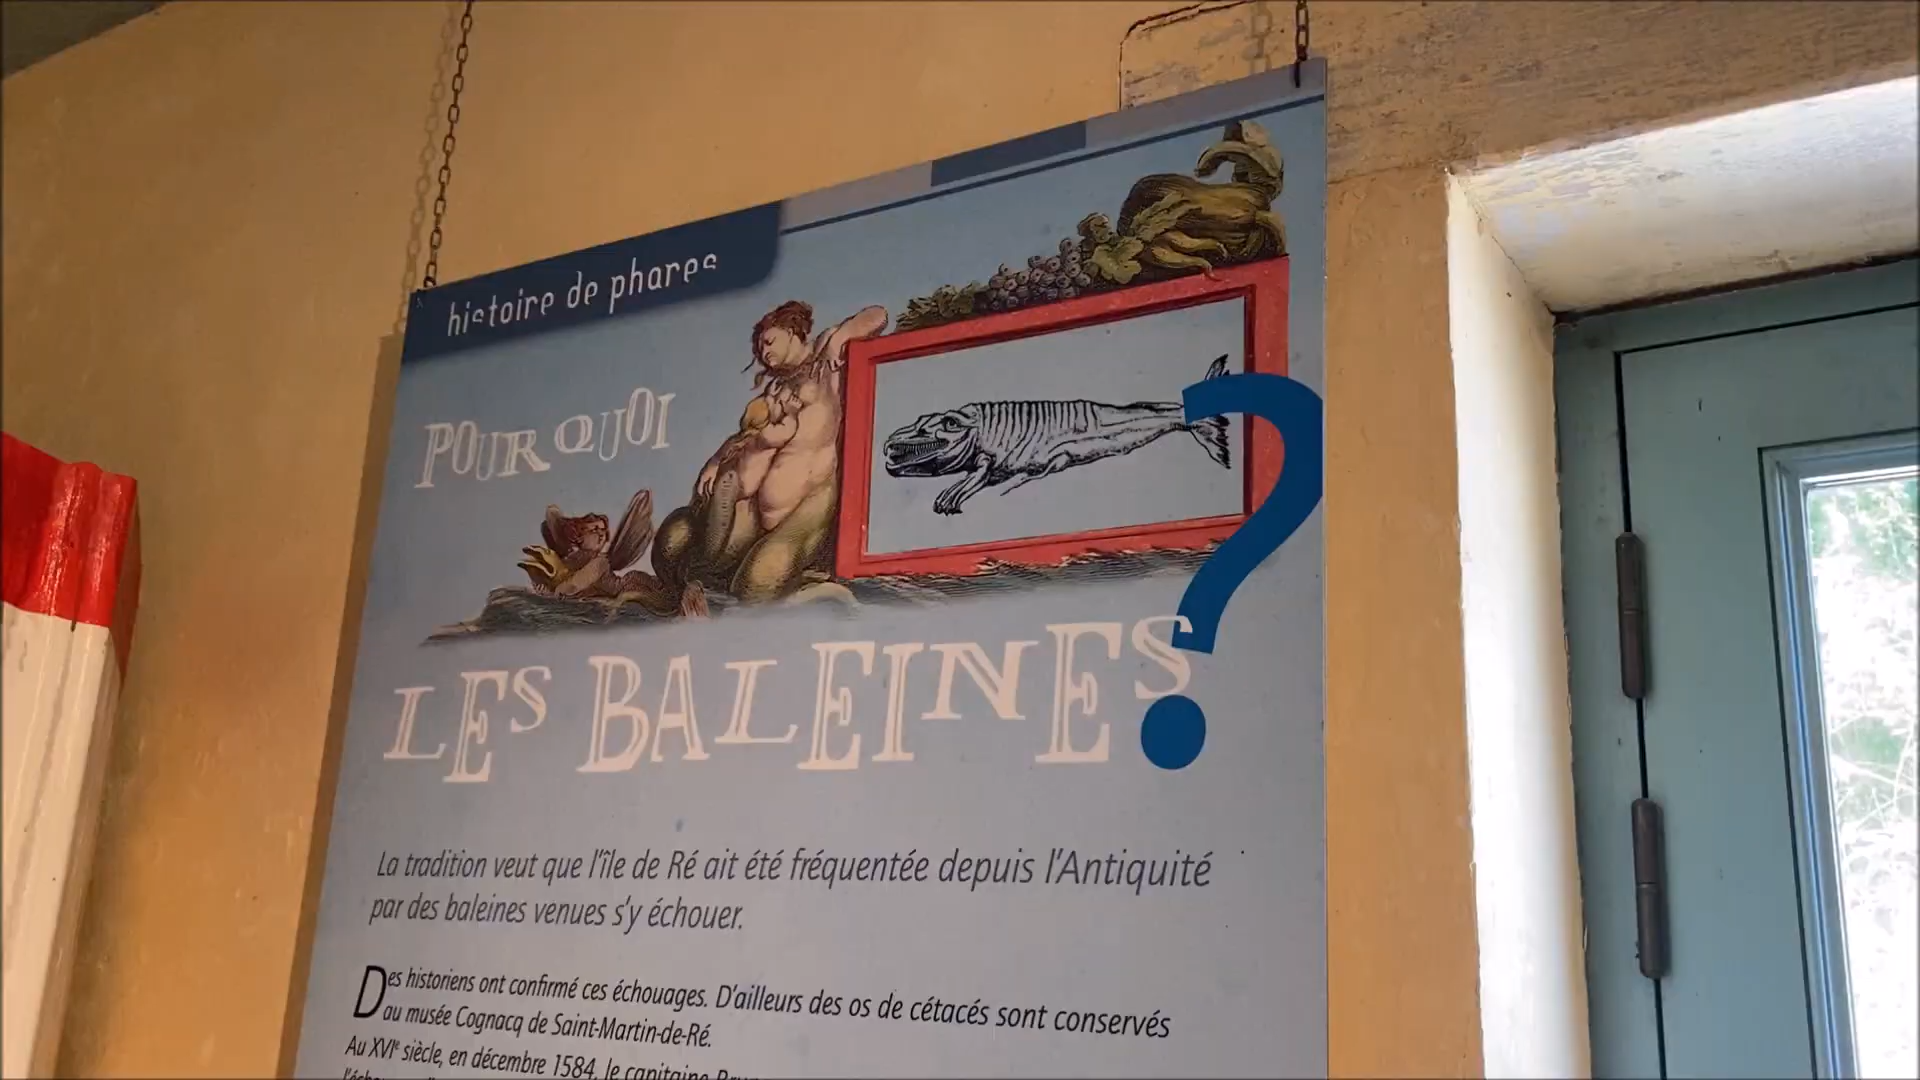 histoire de phares
POURQUOI
LES BALEINES?
La tradition veut que l'île de Ré ait été fréquentée depuis l'Antiquité
par des baleines venues s'y échouer.
Des historiens ont confirmé ces échouages. D'ailleurs des os de cétacés sont conservés
au musée Cognacq de Saint-Martin-de-Ré.
Au XVIe siècle, en décembre 1584, le capitaine